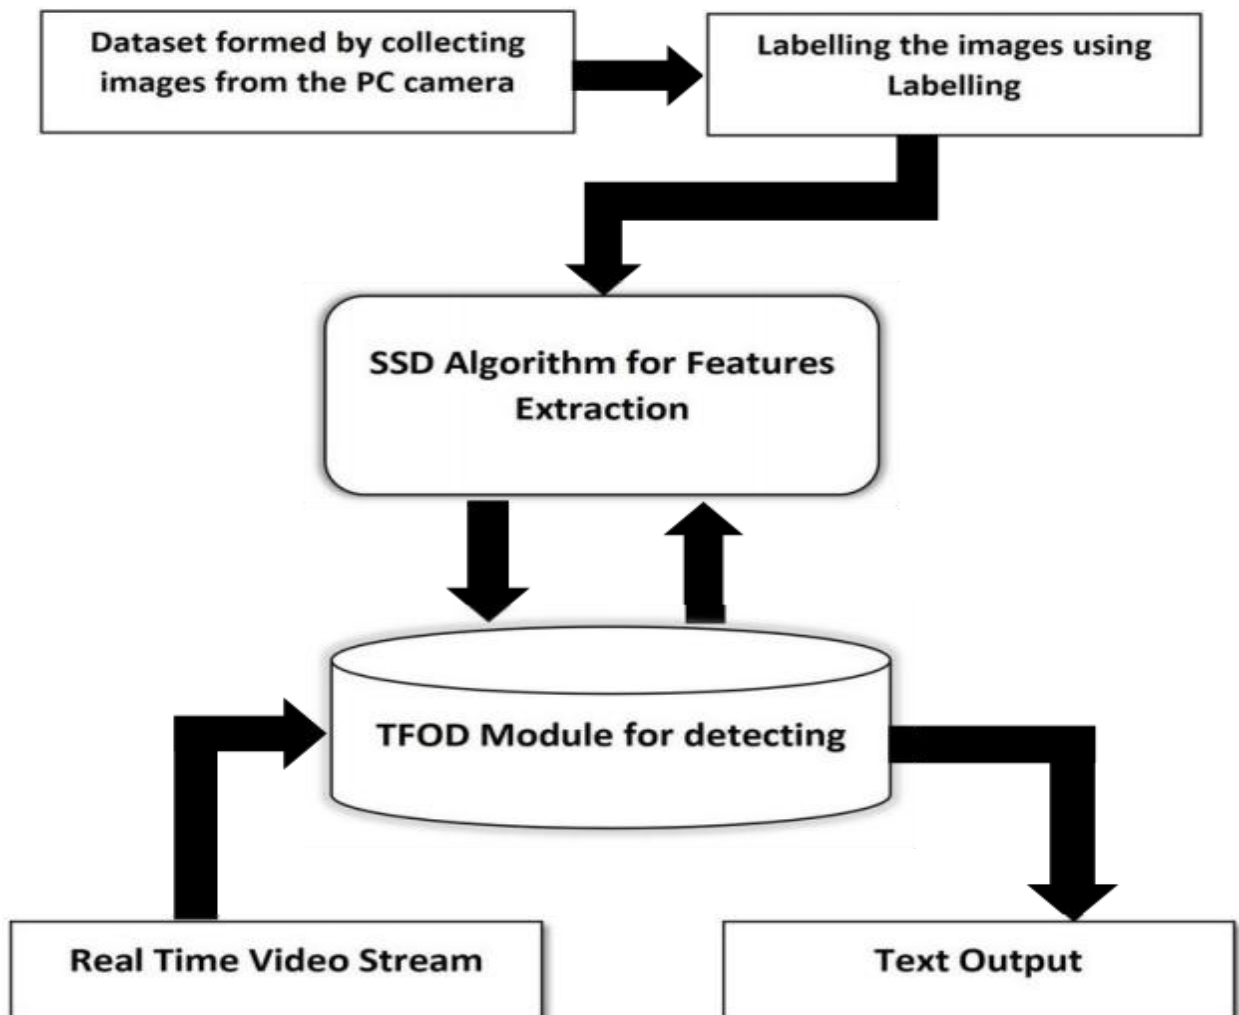 Dataset formed by collecting
images from the PC camera
Labelling the images using
Labelling
SSD Algorithm for Features
Extraction
TFOD Module for detecting
Real Time Video Stream
Text Output